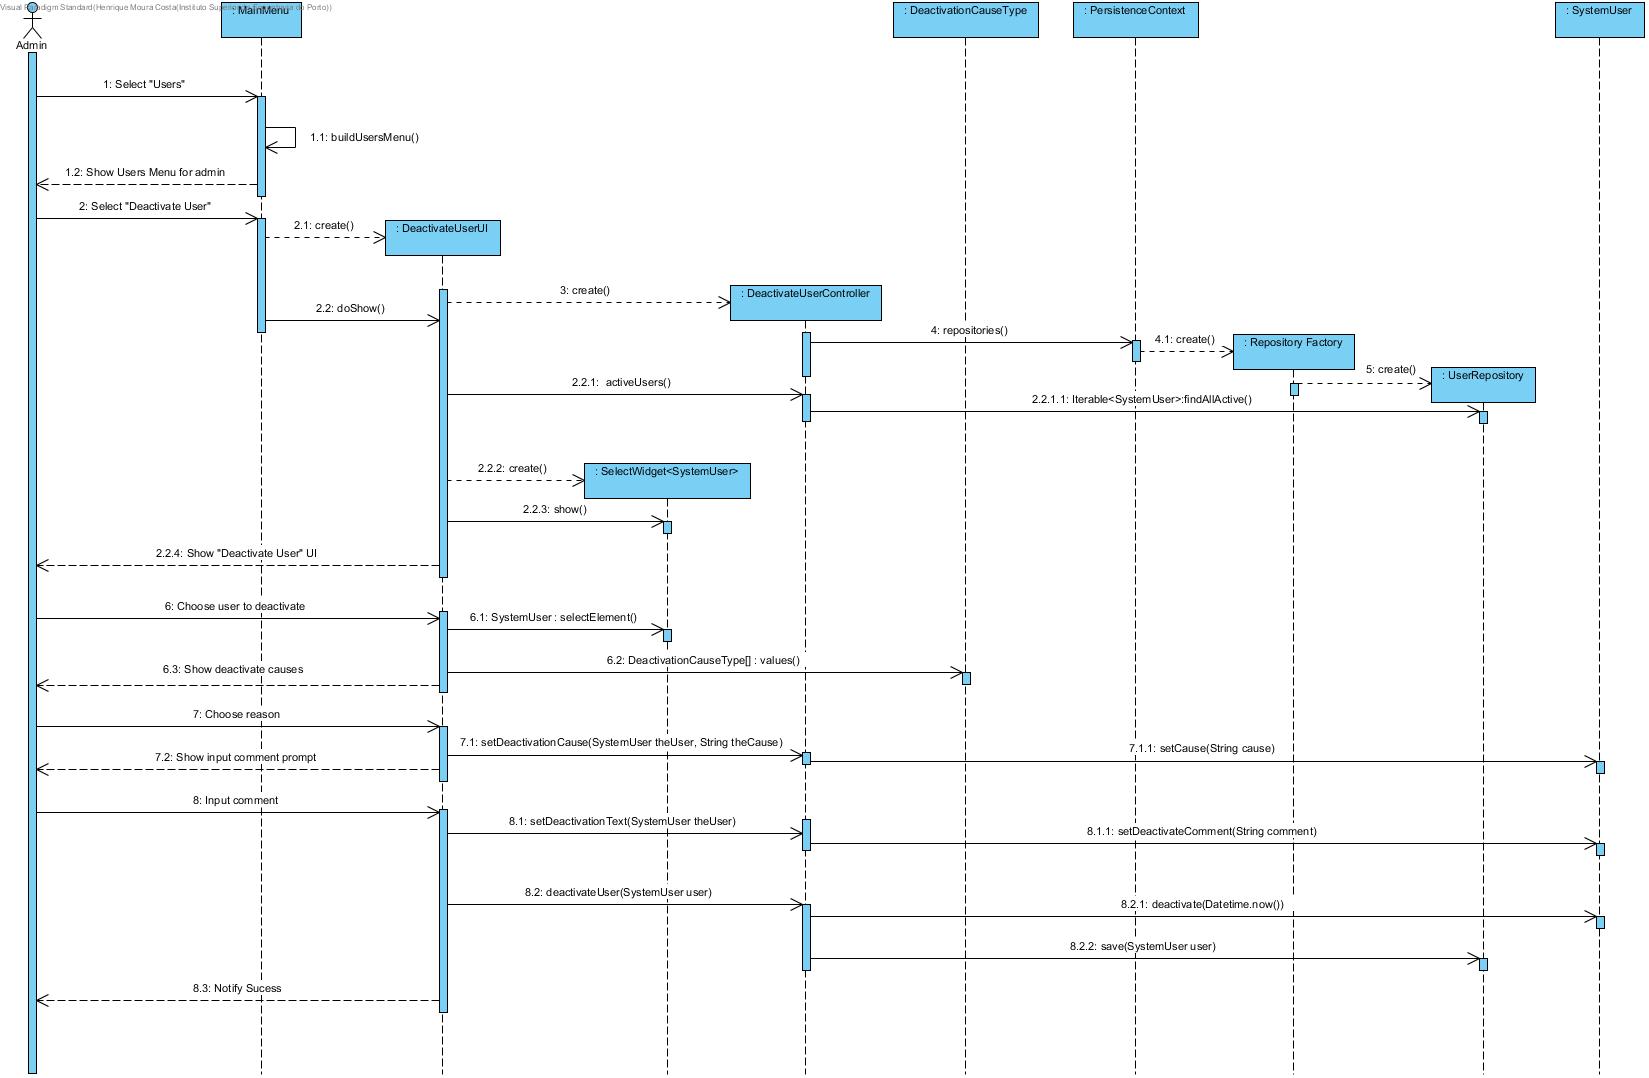 Visual Paradigm Standard(Henrique Moura Costa(Instituto Superior de Engenharia do Porto))
: MainMenu
: DeactivationCauseType
: PersistenceContext
: SystemUser
Admin
1: Select "Users"
1.1: buildUsersMenu()
1.2: Show Users Menu for admin
2: Select "Deactivate User"
2.1: create()
: DeactivateUserUI
3: create()
: DeactivateUserController
2.2: doShow()
4: repositories()
4.1: create()
: Repository Factory
5: create()
: UserRepository
2.2.1: activeUsers()
2.2.1.1: Iterable<SystemUser>:findAllActive()
2.2.2: create()
: SelectWidget<SystemUser>
2.2.3: show()
2.2.4: Show "Deactivate User" UI
6: Choose user to deactivate
6.1: SystemUser : selectElement()
6.2: DeactivationCauseType[] : values()
6.3: Show deactivate causes
7: Choose reason
7.1: setDeactivationCause(SystemUser theUser, String theCause)
7.1.1: setCause(String cause)
7.2: Show input comment prompt
8: Input comment
8.1: setDeactivationText(SystemUser theUser)
8.1.1: setDeactivateComment(String comment)
8.2: deactivateUser(SystemUser user)
8.2.1: deactivate(Datetime.now())
8.2.2: save(SystemUser user)
8.3: Notify Sucess